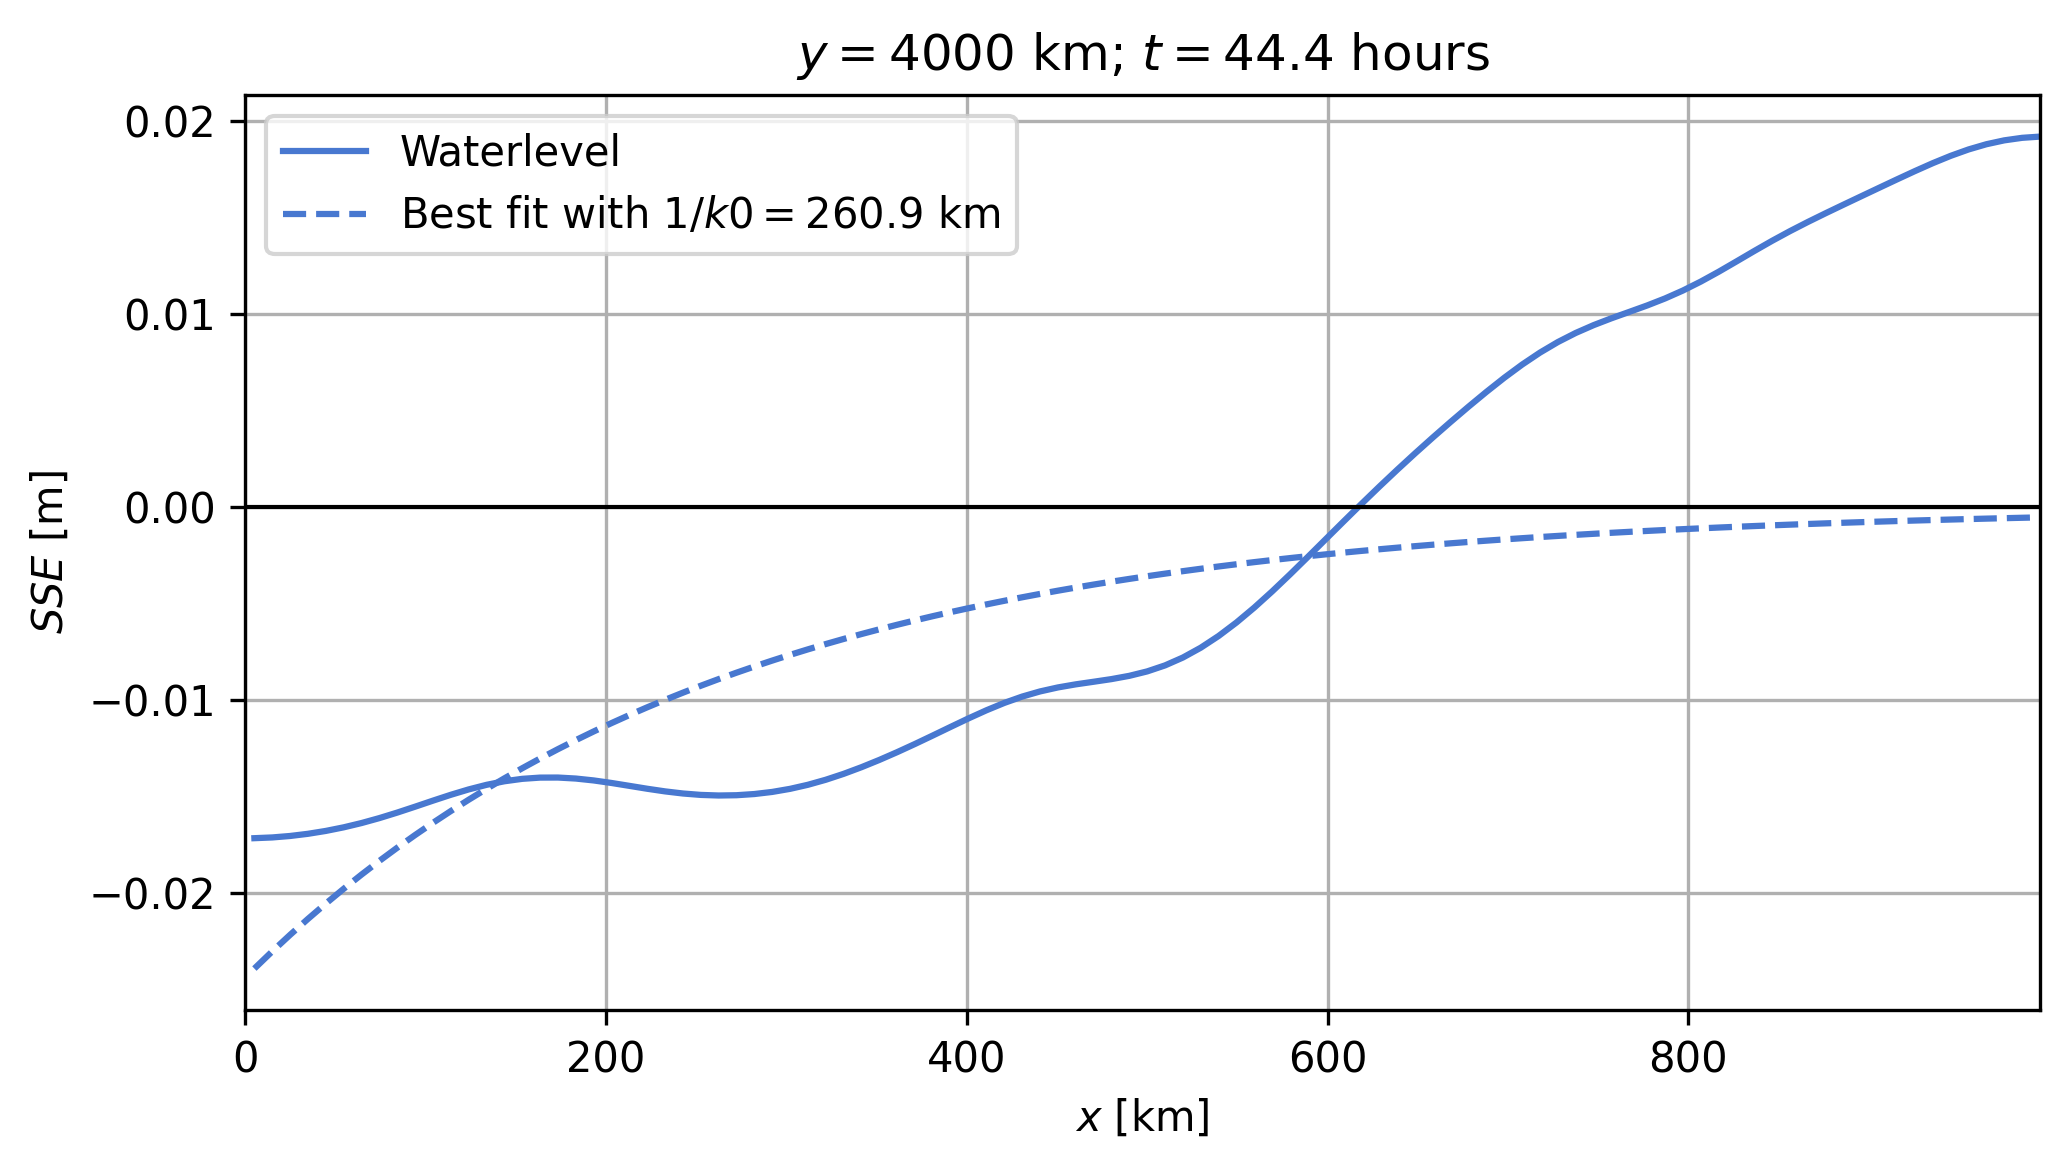 y = 4000 km; t = 44.4 hours
Waterlevel
Best fit with 1/k0 = 260.9 km
0.02
0.01
0.00
−0.01
−0.02
SSE [m]
0 200 400 600 800
x [km]